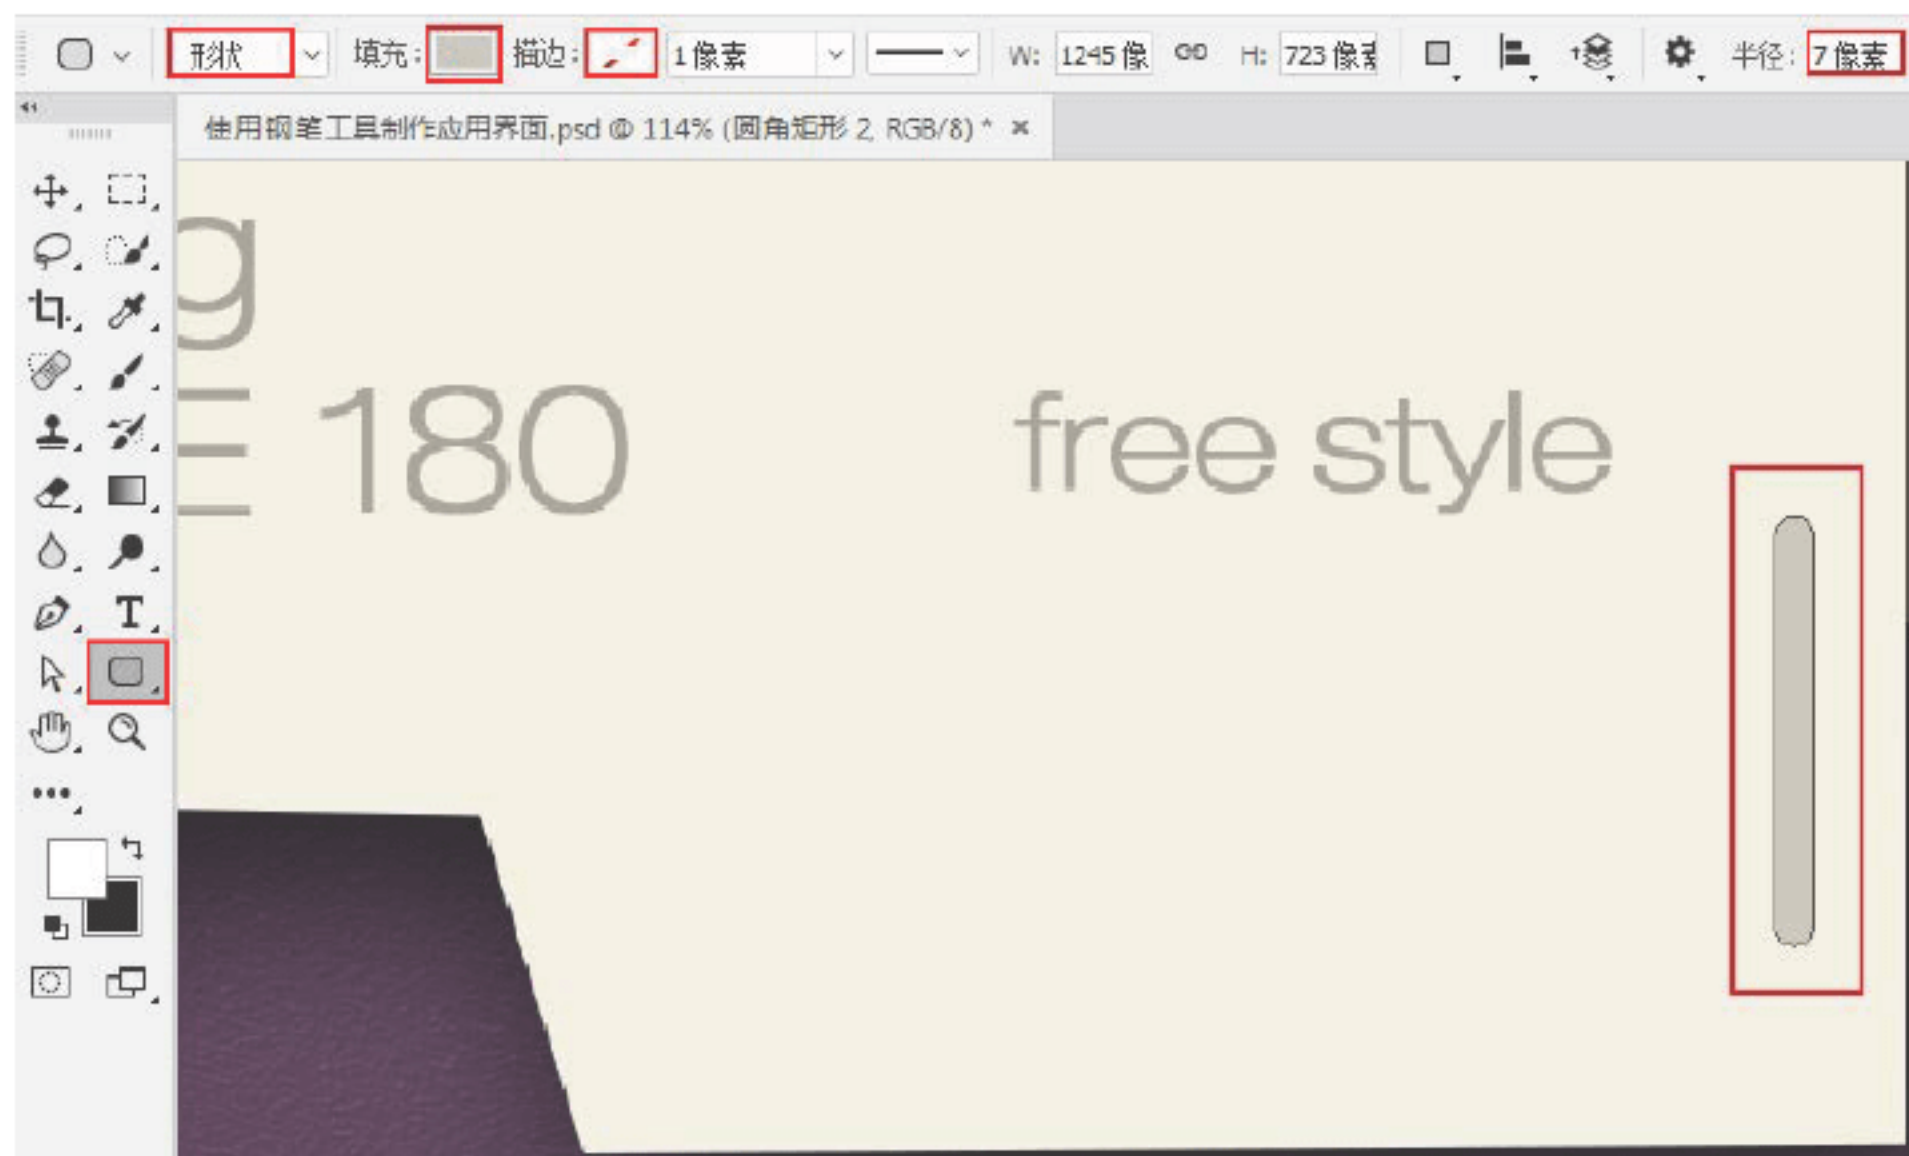 形状 填充: 描边: 1像素 W: 1245 像 H: 723 像素 半径: 7 像素
使用钢笔工具制作应用界面.psd @ 114% (圆角矩形 2, RGB/8) * ×
g
E 180 free style
T